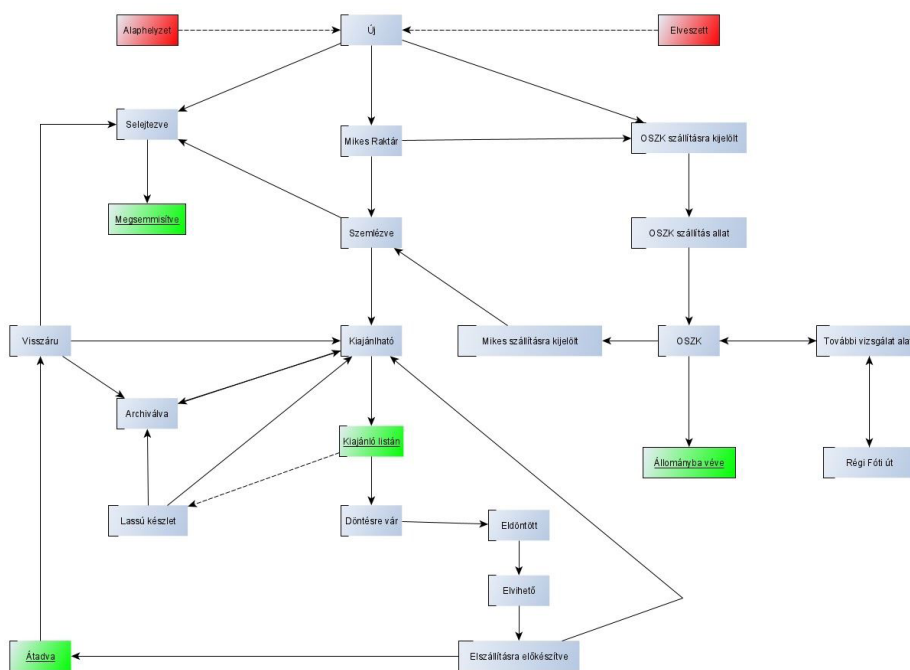 Alaphelyzet
Új
Elveszett
Selejtezve
Mikes Raktár
OSZK szállításra kijelölt
Megsemmisítve
Szemlézve
OSZK szállítás allat
Visszáru
Kiajánlható
Mikes szállításra kijelölt
OSZK
További vizsgálat alat
Archiválva
Kiajánló listán
Állományba véve
Régi Fóti út
Lassú készlet
Döntésre vár
Eldöntött
Elvihető
Átadva
Elszállításra előkészítve